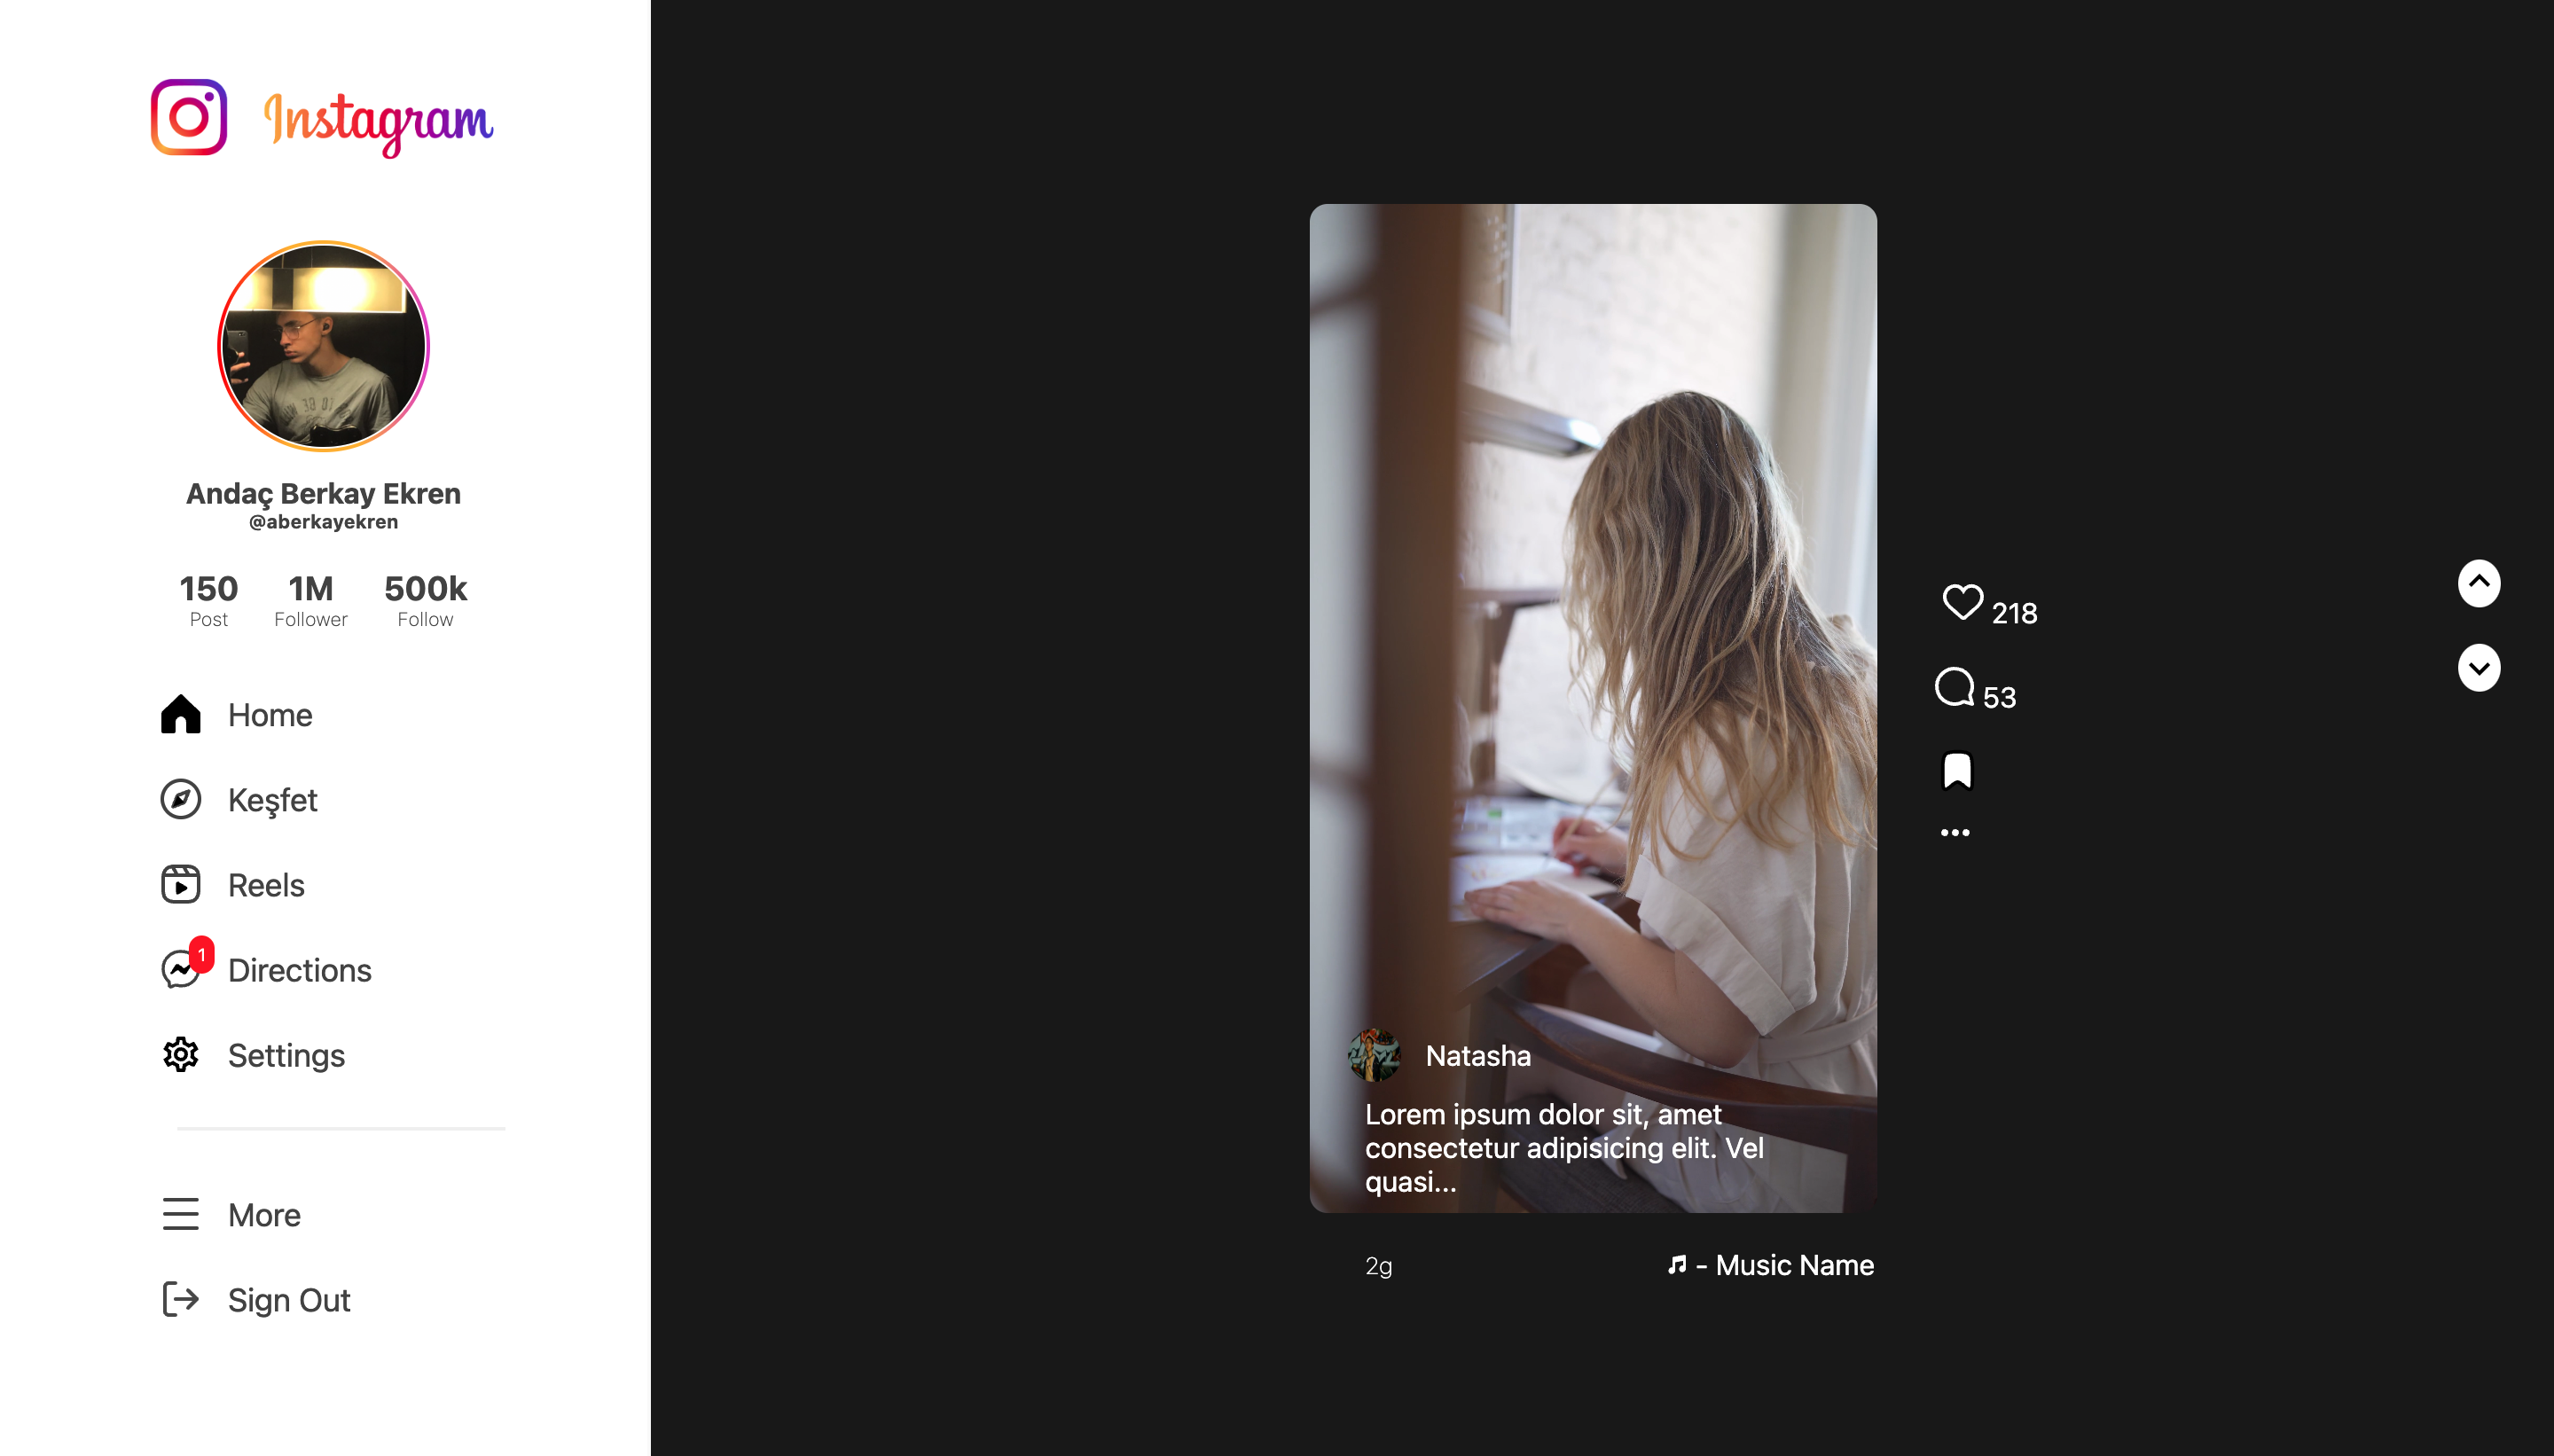 Instagram
Andaç Berkay Ekren
@aberkayekren
150 1M 500k
Post Follower Follow
Home
Keşfet
Reels
1
Directions
Settings
More
Sign Out
218
53
Natasha
Lorem ipsum dolor sit, amet
consectetur adipisicing elit. Vel
quasi...
2g
- Music Name